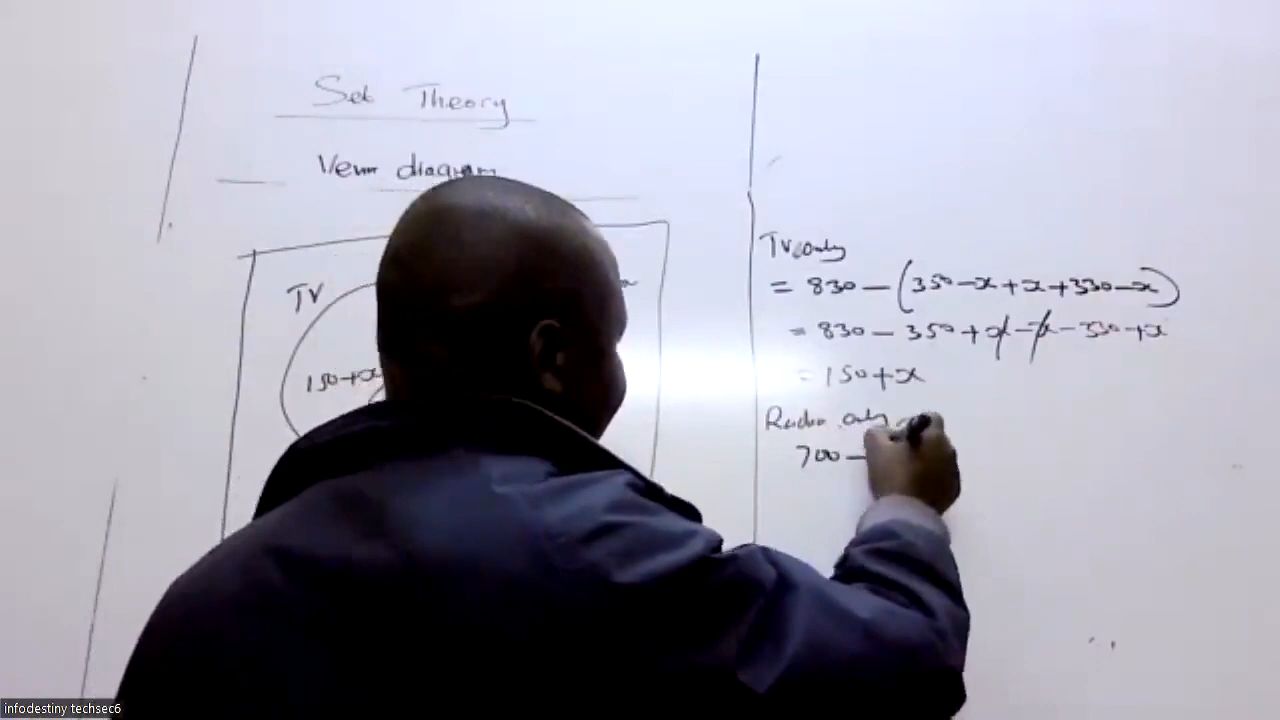 Set Theory
Venn diagram
TV
150+x
TV only
= 830 - (350-x+x+330-x)
= 830 - 350+x-x-330+x
= 150+x
Radio only
700 -
infodestiny techsec6